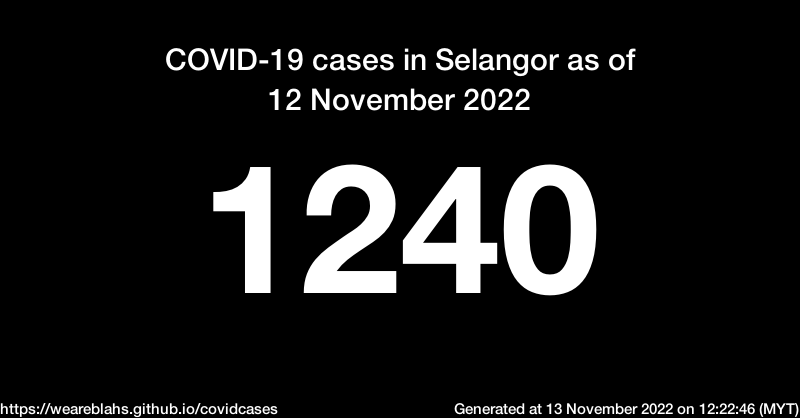 COVID-19 cases in Selangor as of
12 November 2022
1240
https://weareblahs.github.io/covidcases
Generated at 13 November 2022 on 12:22:46 (MYT)